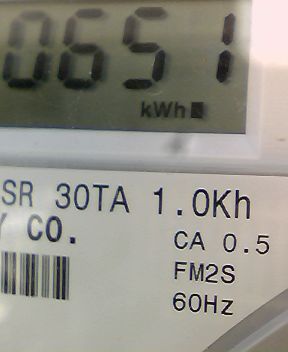 0651
kWh
SR 30TA 1.0Kh
Y CO.
CA 0.5
FM2S
60Hz